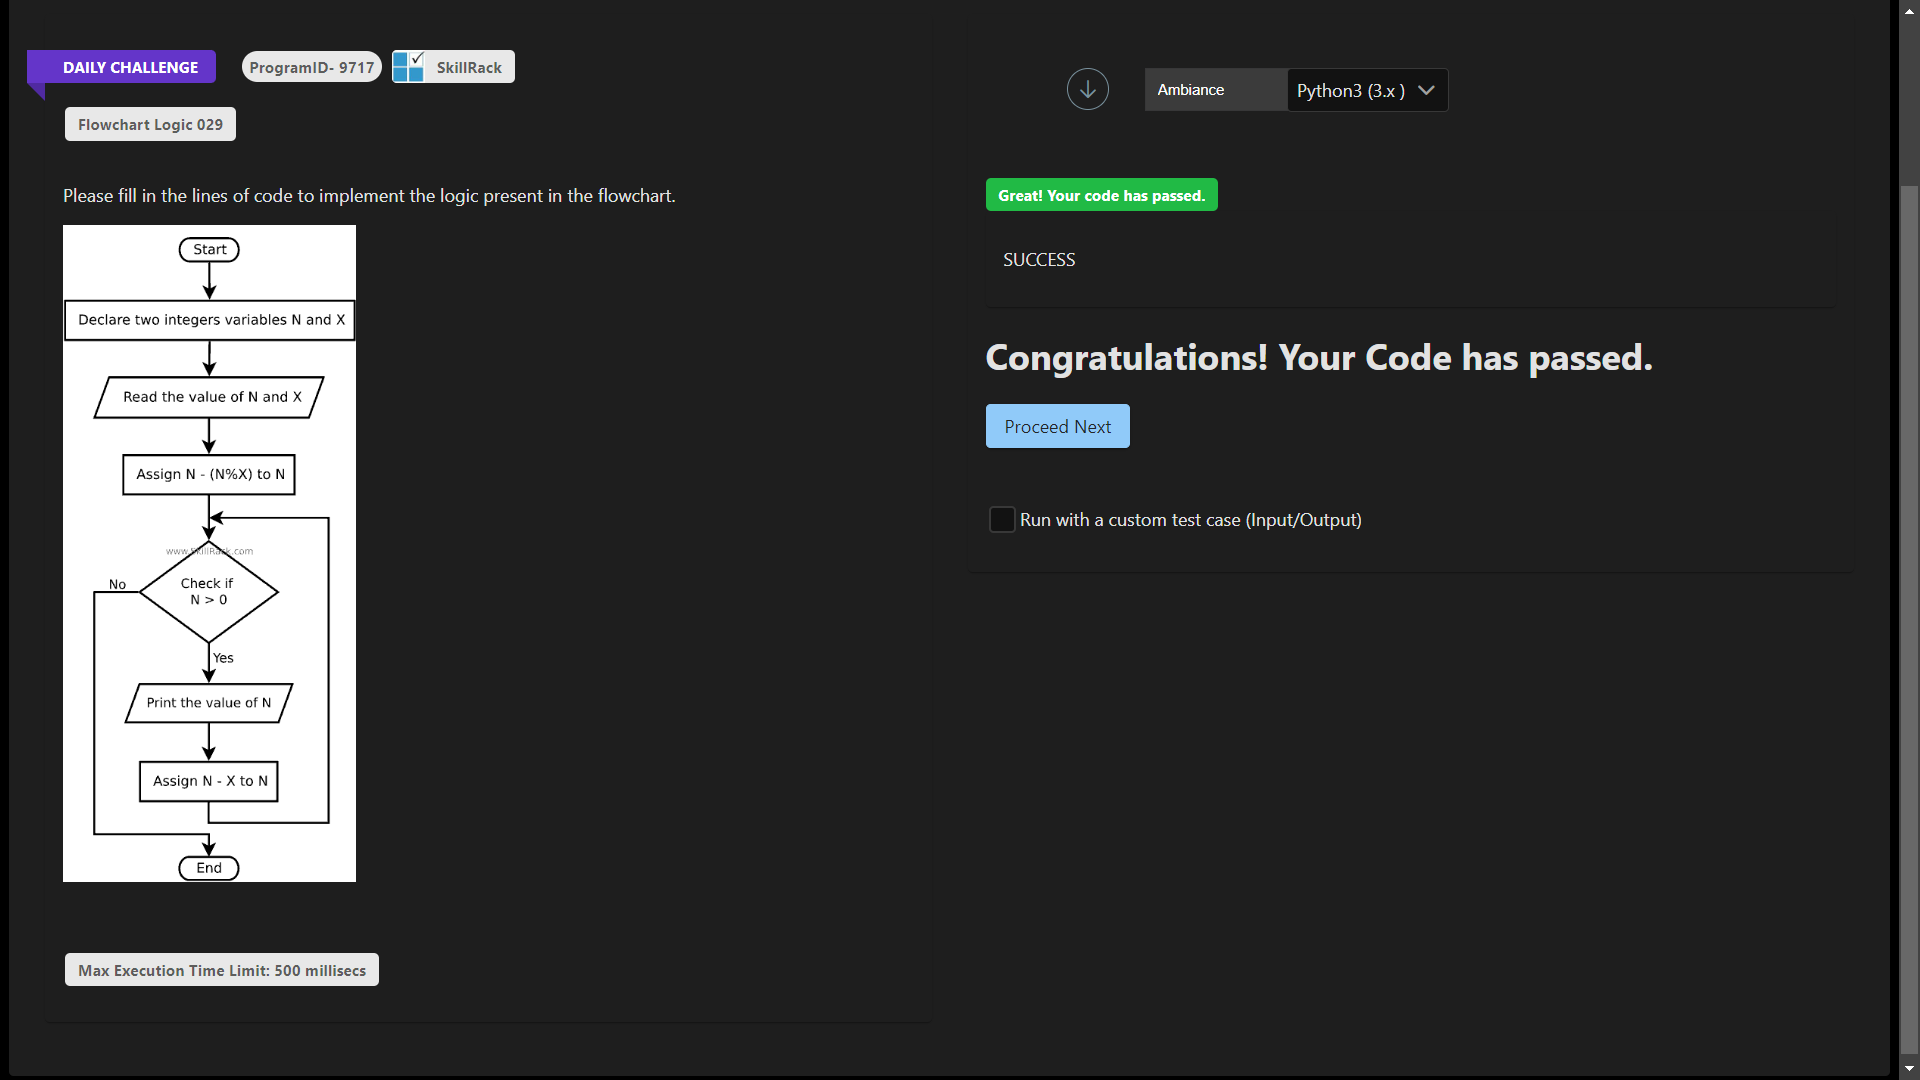 DAILY CHALLENGE
ProgramID- 9717
SkillRack
Flowchart Logic 029
Please fill in the lines of code to implement the logic present in the flowchart.
Start
Declare two integers variables N and X
Read the value of N and X
Assign N - (N%X) to N
www.SkillRack.com
Check if
N > 0
No
Yes
Print the value of N
Assign N - X to N
End
Max Execution Time Limit: 500 millisecs
Ambiance
Python3 (3.x )
Great! Your code has passed.
SUCCESS
Congratulations! Your Code has passed.
Proceed Next
Run with a custom test case (Input/Output)